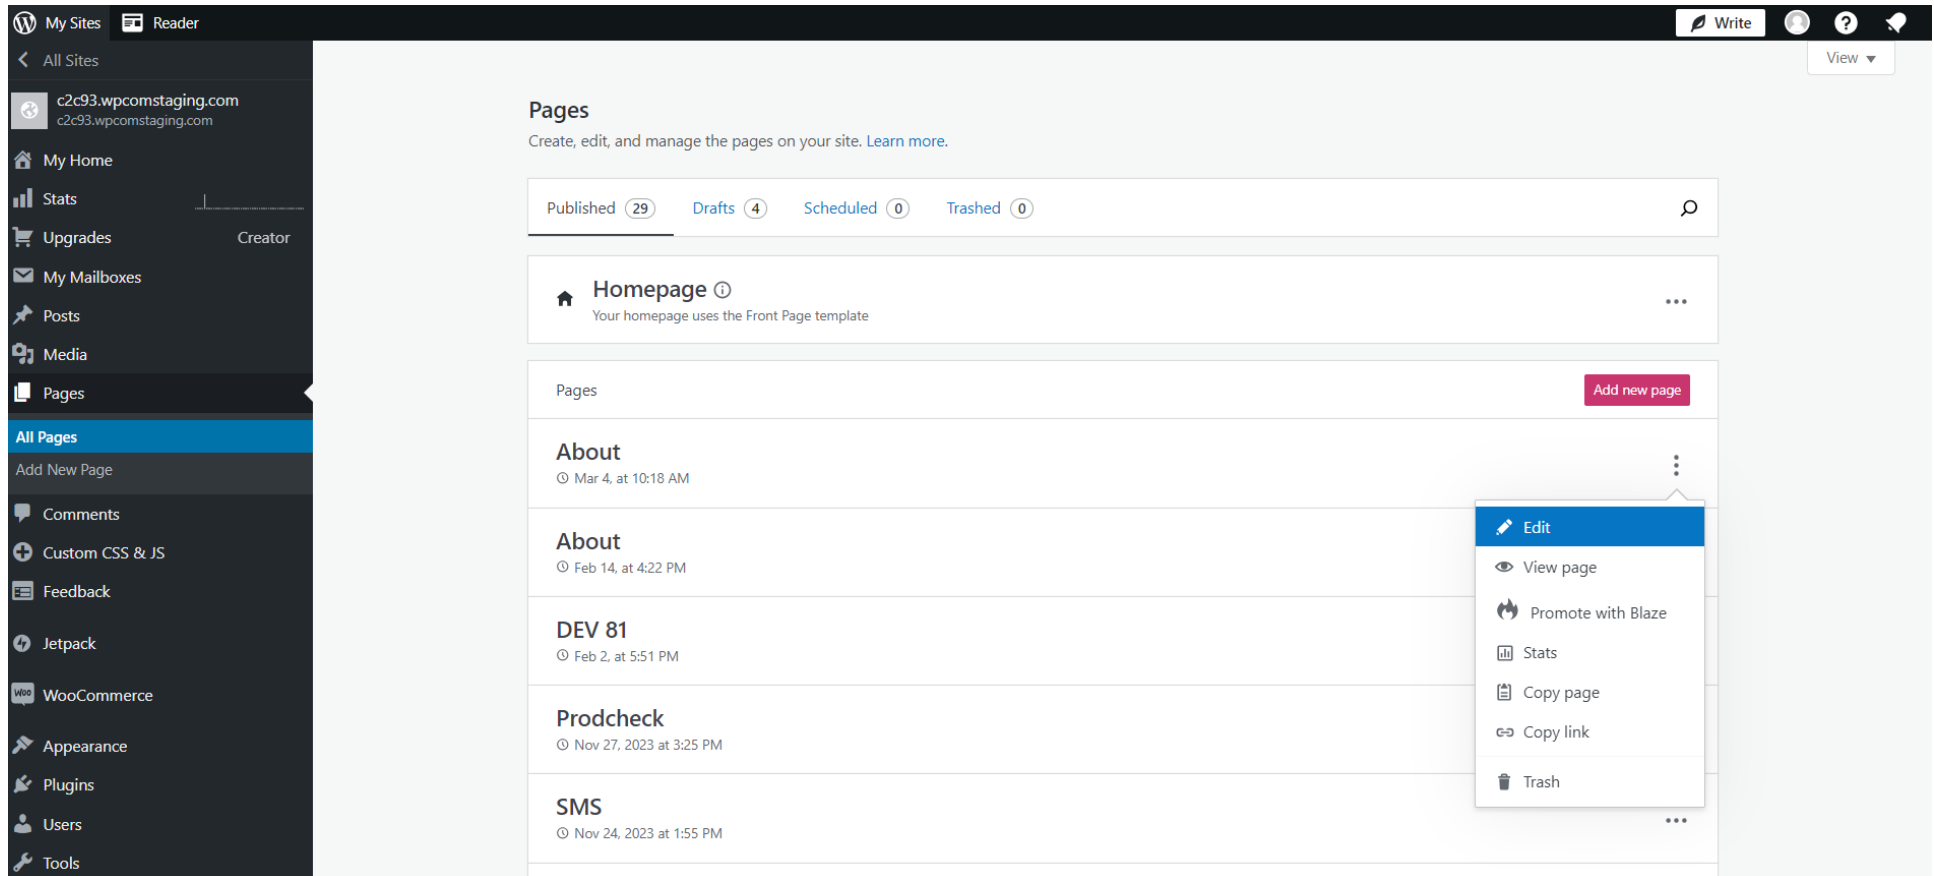 My Sites Reader Write
View
All Sites
c2c93.wpcomstaging.com
c2c93.wpcomstaging.com
My Home
Stats
Upgrades Creator
My Mailboxes
Posts
Media
Pages
All Pages
Add New Page
Comments
Custom CSS & JS
Feedback
Jetpack
Woo WooCommerce
Appearance
Plugins
Users
Tools
Pages
Create, edit, and manage the pages on your site. Learn more.
Published 29 Drafts 4 Scheduled 0 Trashed 0
Homepage
Your homepage uses the Front Page template
Pages Add new page
About
Mar 4, at 10:18 AM
About
Feb 14, at 4:22 PM
DEV 81
Feb 2, at 5:51 PM
Prodcheck
Nov 27, 2023 at 3:25 PM
SMS
Nov 24, 2023 at 1:55 PM
Edit
View page
Promote with Blaze
Stats
Copy page
Copy link
Trash